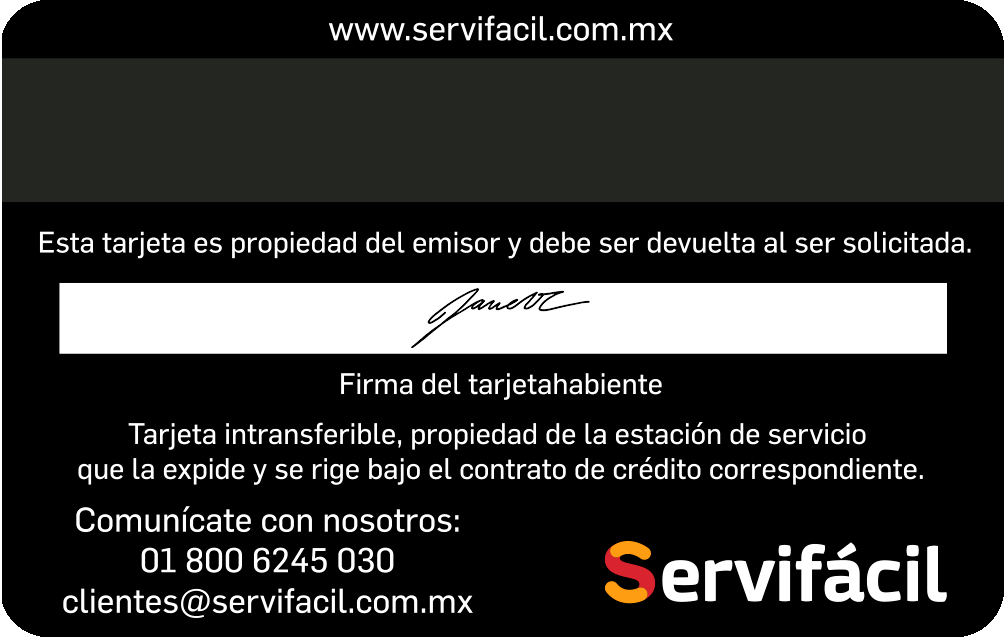 www.servifacil.com.mx
Esta tarjeta es propiedad del emisor y debe ser devuelta al ser solicitada.
Firma del tarjetahabiente
Tarjeta intransferible, propiedad de la estación de servicio
que la expide y se rige bajo el contrato de crédito correspondiente.
Comunícate con nosotros:
01 800 6245 030
clientes@servifacil.com.mx
Servifácil